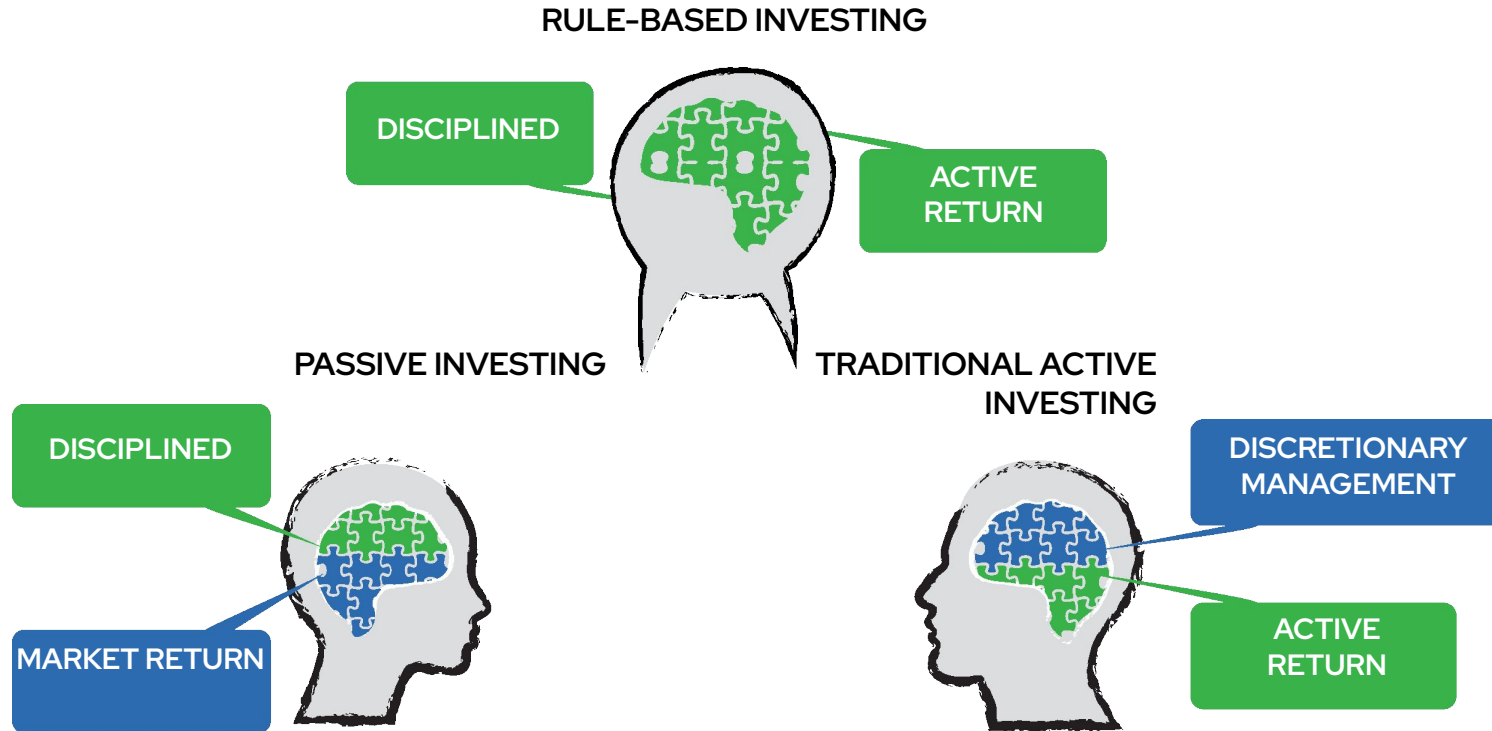 RULE-BASED INVESTING
DISCIPLINED
ACTIVE
RETURN
PASSIVE INVESTING
TRADITIONAL ACTIVE
INVESTING
DISCIPLINED
MARKET RETURN
DISCRETIONARY
MANAGEMENT
ACTIVE
RETURN